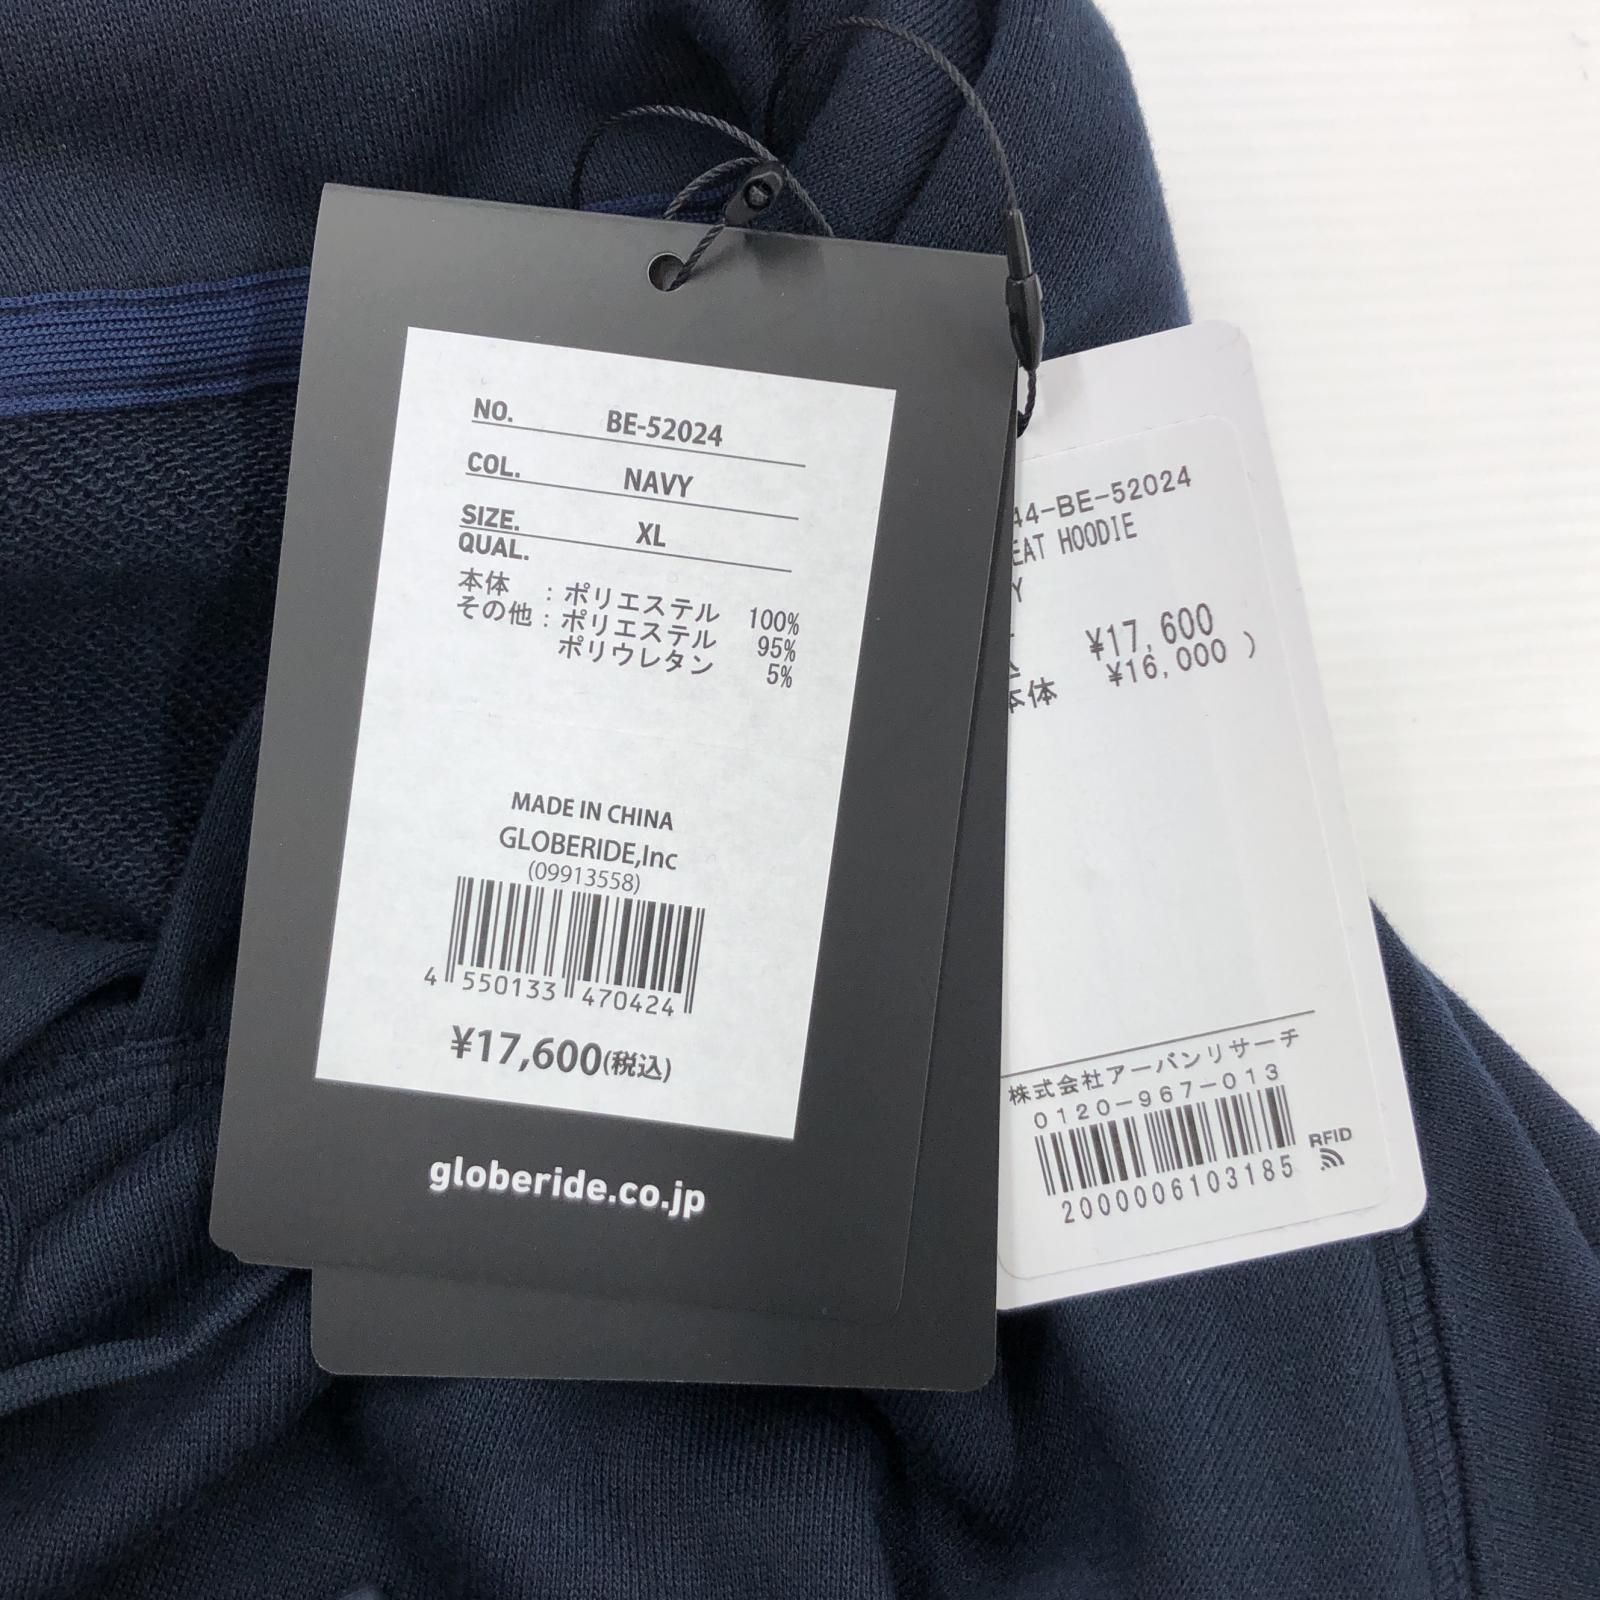 NO. BE-52024
COL. NAVY
SIZE. XL
QUAL.
本体 : ポリエステル 100%
その他 : ポリエステル 95%
ポリウレタン 5%
MADE IN CHINA
GLOBERIDE,Inc
(09913558)
4 550133 470424
¥17,600(税込)
globeride.co.jp
44-BE-52024
EAT HOODIE
Y
¥17,600
本体 ¥16,000 )
株式会社アーバンリサーチ
0120-967-013
RFID
2000006103185